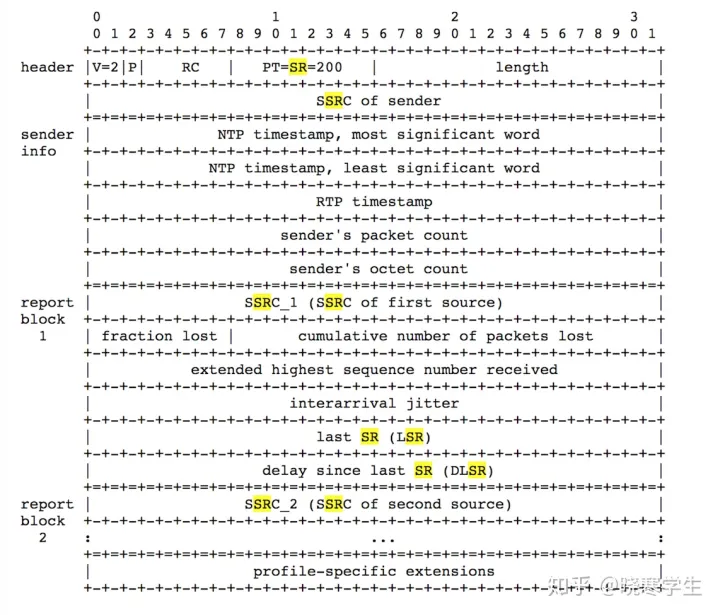 0                   1                   2                   3
0 1 2 3 4 5 6 7 8 9 0 1 2 3 4 5 6 7 8 9 0 1 2 3 4 5 6 7 8 9 0 1
+-+-+-+-+-+-+-+-+-+-+-+-+-+-+-+-+-+-+-+-+-+-+-+-+-+-+-+-+-+-+-+-+
header |V=2|P|    RC   |   PT=SR=200   |             length            |
+-+-+-+-+-+-+-+-+-+-+-+-+-+-+-+-+-+-+-+-+-+-+-+-+-+-+-+-+-+-+-+-+
|                         SSRC of sender                        |
+=+=+=+=+=+=+=+=+=+=+=+=+=+=+=+=+=+=+=+=+=+=+=+=+=+=+=+=+=+=+=+=+
sender |              NTP timestamp, most significant word             |
info   +-+-+-+-+-+-+-+-+-+-+-+-+-+-+-+-+-+-+-+-+-+-+-+-+-+-+-+-+-+-+-+-+
|             NTP timestamp, least significant word             |
+-+-+-+-+-+-+-+-+-+-+-+-+-+-+-+-+-+-+-+-+-+-+-+-+-+-+-+-+-+-+-+-+
|                         RTP timestamp                         |
+-+-+-+-+-+-+-+-+-+-+-+-+-+-+-+-+-+-+-+-+-+-+-+-+-+-+-+-+-+-+-+-+
|                     sender's packet count                     |
+-+-+-+-+-+-+-+-+-+-+-+-+-+-+-+-+-+-+-+-+-+-+-+-+-+-+-+-+-+-+-+-+
|                      sender's octet count                     |
+=+=+=+=+=+=+=+=+=+=+=+=+=+=+=+=+=+=+=+=+=+=+=+=+=+=+=+=+=+=+=+=+
report |                 SSRC_1 (SSRC of first source)                 |
block  +-+-+-+-+-+-+-+-+-+-+-+-+-+-+-+-+-+-+-+-+-+-+-+-+-+-+-+-+-+-+-+-+
1    | fraction lost |       cumulative number of packets lost       |
+-+-+-+-+-+-+-+-+-+-+-+-+-+-+-+-+-+-+-+-+-+-+-+-+-+-+-+-+-+-+-+-+
|           extended highest sequence number received           |
+-+-+-+-+-+-+-+-+-+-+-+-+-+-+-+-+-+-+-+-+-+-+-+-+-+-+-+-+-+-+-+-+
|                      interarrival jitter                      |
+-+-+-+-+-+-+-+-+-+-+-+-+-+-+-+-+-+-+-+-+-+-+-+-+-+-+-+-+-+-+-+-+
|                         last SR (LSR)                         |
+-+-+-+-+-+-+-+-+-+-+-+-+-+-+-+-+-+-+-+-+-+-+-+-+-+-+-+-+-+-+-+-+
|                   delay since last SR (DLSR)                  |
+=+=+=+=+=+=+=+=+=+=+=+=+=+=+=+=+=+=+=+=+=+=+=+=+=+=+=+=+=+=+=+=+
report |                 SSRC_2 (SSRC of second source)                |
block  +-+-+-+-+-+-+-+-+-+-+-+-+-+-+-+-+-+-+-+-+-+-+-+-+-+-+-+-+-+-+-+-+
2    :                               ...                             :
+=+=+=+=+=+=+=+=+=+=+=+=+=+=+=+=+=+=+=+=+=+=+=+=+=+=+=+=+=+=+=+=+
|                  profile-specific extensions                  |
+-+-+-+-+-+-+-+-+-+-+-+-+-+-+-+-+-+-+-+-+-+-+-+-+-+-+-+-+-+-+-+-+
知乎 @晓寒学生